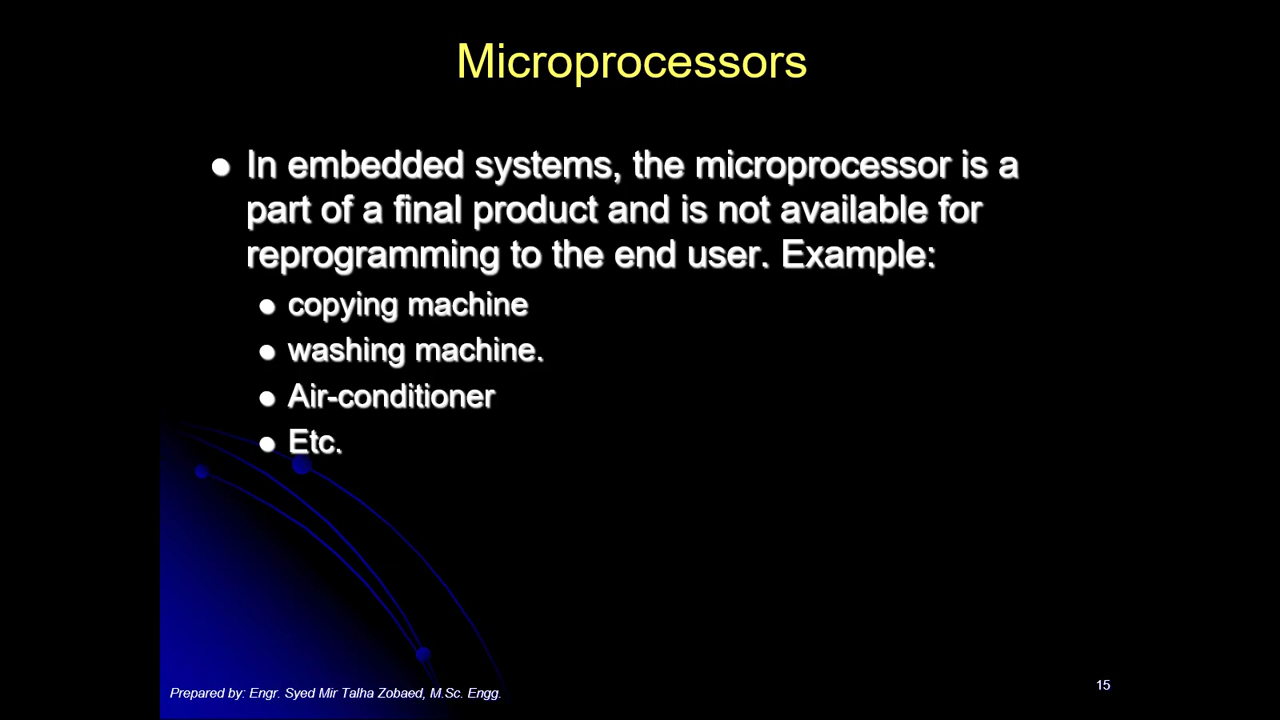 Microprocessors
● In embedded systems, the microprocessor is a
part of a final product and is not available for
reprogramming to the end user. Example:
● copying machine
● washing machine.
● Air-conditioner
● Etc.
Prepared by: Engr. Syed Mir Talha Zobaed, M.Sc. Engg.
15